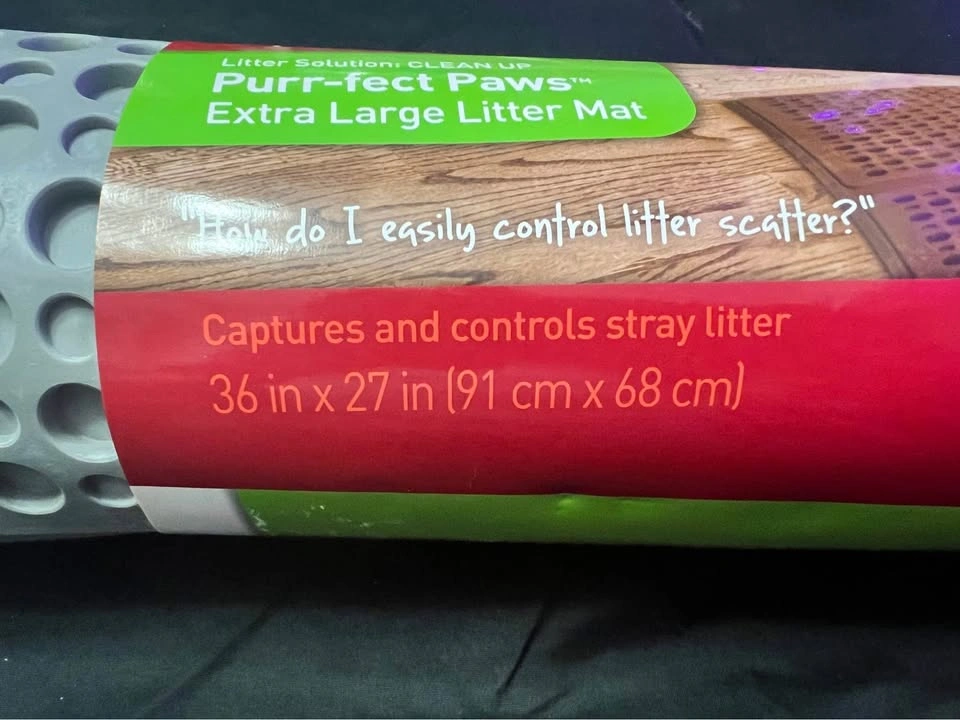 Litter Solution: CLEAN UP
Purr-fect Paws™
Extra Large Litter Mat
"How do I easily control litter scatter?"
Captures and controls stray litter
36 in x 27 in (91 cm x 68 cm)